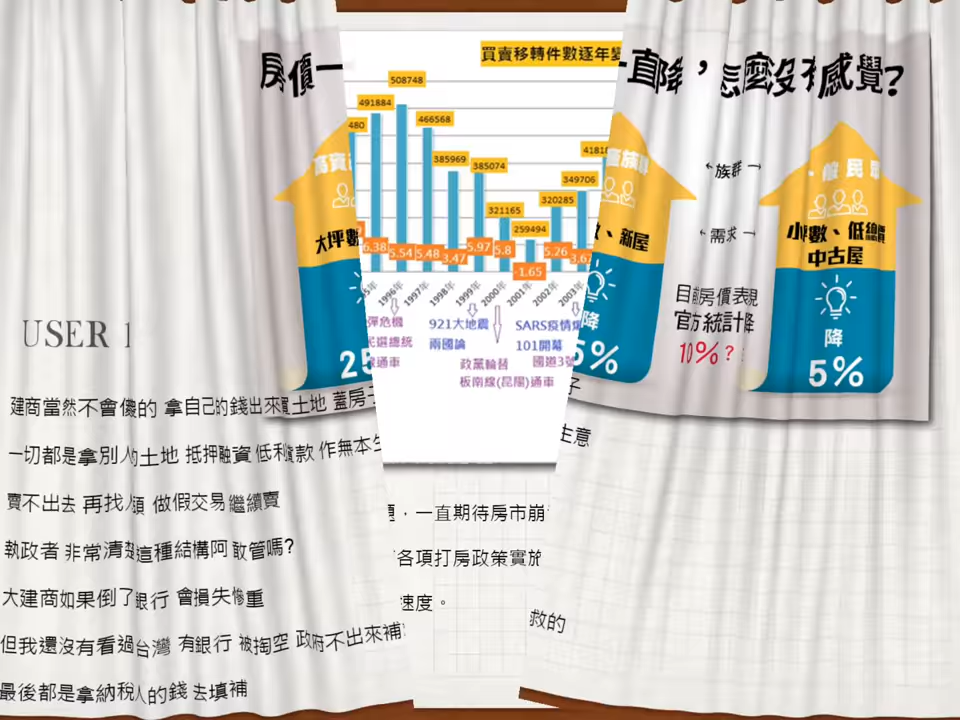 買賣移轉件數逐年
房價一
直降，怎麼沒有感覺?
508748
491884
480
466568
385969
385074
321165
259494
320285
349706
6.38
5.54
5.48
3.47
5.97
5.8
1.65
5.26
1996年
1997年
1998年
1999年
2000年
2001年
2002年
2003年
彈危機
民選總統
通車
921大地震
兩國論
政黨輪替
板南線(昆陽)通車
SARS疫情
101開幕
國道3號
大坪數
25
族群
、新屋
降
5%
族群
需求
目前房價表現
官方統計降
10%?
小坪數、低總價
中古屋
降
5%
USER 1
建商當然不會傻的 拿自己的錢出來買土地 蓋房子
一切都是拿別人的土地 抵押融資低利貸款 作無本生意
賣不出去 再找人頭 做假交易繼續賣
執政者 非常清楚這種結構阿 敢管嗎?
大建商如果倒了銀行 會損失慘重
但我還沒有看過台灣 有銀行 被掏空 政府不出來補救的
最後都是拿納稅人的錢 去填補
，一直期待房市崩
各項打房政策實施
速度。